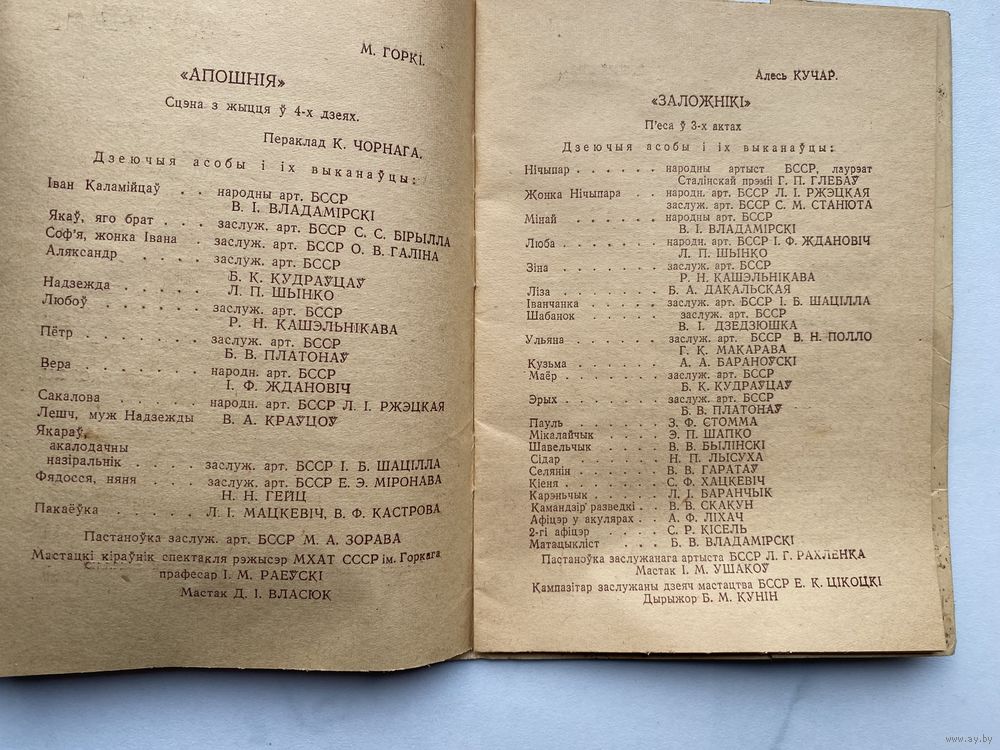 М. ГОРКІ.
«АПОШНІЯ»
Сцэна з жыцця ў 4-х дзеях.
Пераклад К. ЧОРНАГА.
Дзеючыя асобы і іх выканаўцы:
Іван Каламійцаў . . народны арт. БССР
В. І. ВЛАДАМІРСКІ
Якаў, яго брат . . . заслуж. арт. БССР С. С. БІРЫЛЛА
Соф'я, жонка Івана . заслуж. арт. БССР О. В. ГАЛІНА
Аляксандр . . . . . заслуж. арт. БССР
Б. К. КУДРАЎЦАЎ
Надзежда . . . . . Л. П. ШЫНКО
Любоў . . . . . . заслуж. арт. БССР
Р. Н. КАШЭЛЬНІКАВА
Пётр . . . . . . . заслуж. арт. БССР
Б. В. ПЛАТОНАЎ
Вера . . . . . . . народн. арт. БССР
І. Ф. ЖДАНОВІЧ
Сакалова . . . . . народн. арт. БССР Л. І. РЖЭЦКАЯ
Лешч, муж Надзежды В. А. КРАЎЦОЎ
Якараў,
акалодачны
назіральнік . . . . . заслуж. арт. БССР І. Б. ШАЦІЛЛА
Фядосся, няня . . . заслуж. арт. БССР Е. Э. МІРОНАВА
Н. Н. ГЕЙЦ
Пакаёўка . . . . . Л. І. МАЦКЕВІЧ, В. Ф. КАСТРОВА
Пастаноўка заслуж. арт. БССР М. А. ЗОРАВА
Мастацкі кіраўнік спектакля рэжысэр МХАТ СССР ім. Горкага
прафесар І. М. РАЕЎСКІ
Мастак Д. І. ВЛАСЮК
Алесь КУЧАР.
«ЗАЛОЖНІКІ»
П'еса ў 3-х актах
Дзеючыя асобы і іх выканаўцы:
Нічыпар . . . . . . народны артыст БССР, лаурэат
Сталінскай прэміі Г. П. ГЛЕБАЎ
Жонка Нічыпара . . . народн. арт. БССР Л. І. РЖЭЦКАЯ
заслуж. арт. БССР С. М. СТАНЮТА
Мінай . . . . . . . народны арт. БССР
В. І. ВЛАДАМІРСКІ
Люба . . . . . . . народн. арт. БССР І. Ф. ЖДАНОВІЧ
Л. П. ШЫНКО
Зіна . . . . . . . заслуж. арт. БССР
Р. Н. КАШЭЛЬНІКАВА
Ліза . . . . . . . Б. А. ДАКАЛЬСКАЯ
Іванчанка . . . . . заслуж. арт. БССР І. Б. ШАЦІЛЛА
Шабанок . . . . . заслуж. арт. БССР
В. І. ДЗЕДЗЮШКА
Ульяна . . . . . . заслуж. арт. БССР В. Н. ПОЛЛО
Г. К. МАКАРАВА
Кузьма . . . . . . А. А. БАРАНОЎСКІ
Маёр . . . . . . . заслуж. арт. БССР
Б. К. КУДРАЎЦАЎ
Эрых . . . . . . . заслуж. арт. БССР
Б. В. ПЛАТОНАЎ
Пауль . . . . . . З. Ф. СТОММА
Мікалайчык . . . . Э. П. ШАПКО
Шавельчык . . . . В. В. БЫЛІНСКІ
Сідар . . . . . . Н. П. ЛЫСУХА
Селянін . . . . . В. В. ГАРАТАЎ
Кіеня . . . . . . С. Ф. ХАЦКЕВІЧ
Карэньчык . . . . Л. І. БАРАНЧЫК
Камандзір разведкі . В. В. СКАКУН
Афіцэр у акулярах . А. Ф. ЛІХАЧ
2-гі афіцэр . . . . С. Р. КІСЕЛЬ
Матацыкліст . . . . Б. В. ВЛАДАМІРСКІ
Пастаноўка заслужанага артыста БССР Л. Г. РАХЛЕНКА
Мастак І. М. УШАКОЎ
Кампазітар заслужаны дзеяч мастацтва БССР Е. К. ЦІКОЦКІ
Дырыжор Б. М. КУНІН
www.ay.by